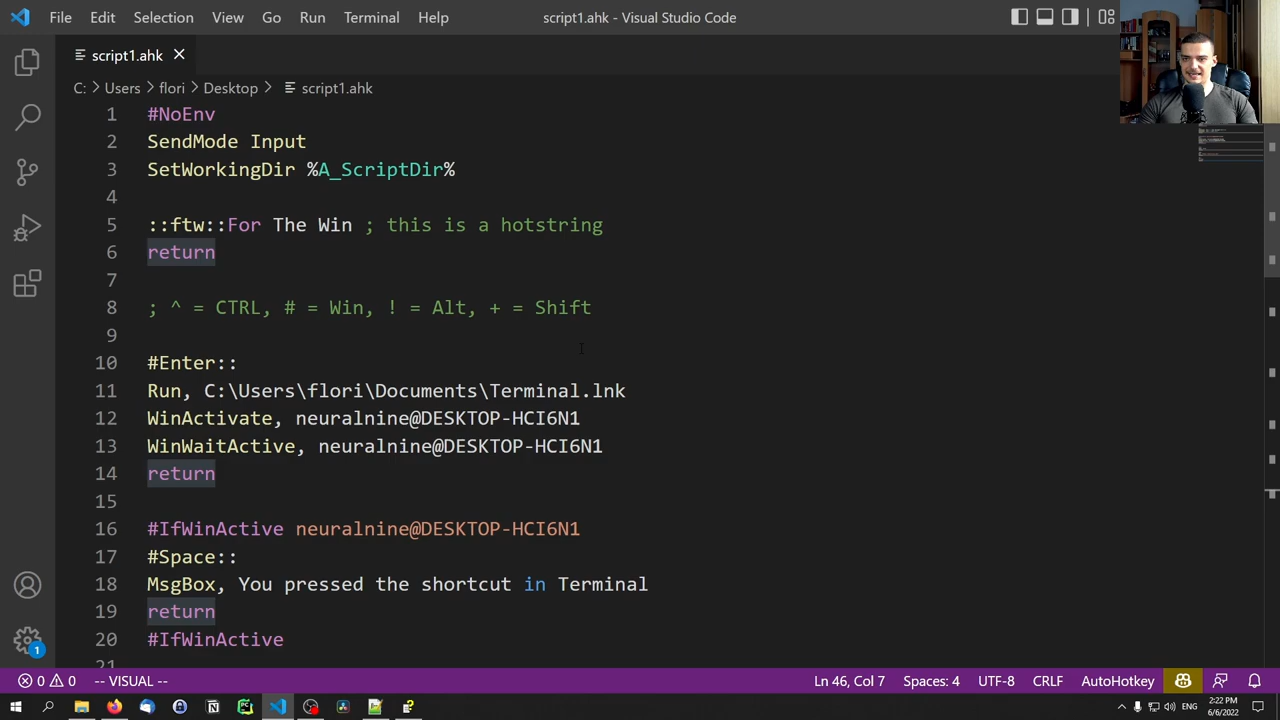 File Edit Selection View Go Run Terminal Help script1.ahk - Visual Studio Code
script1.ahk
C: > Users > flori > Desktop > script1.ahk
1 #NoEnv
2 SendMode Input
3 SetWorkingDir %A_ScriptDir%
4
5 ::ftw::For The Win ; this is a hotstring
6 return
7
8 ; ^ = CTRL, # = Win, ! = Alt, + = Shift
9
10 #Enter::
11 Run, C:\Users\flori\Documents\Terminal.lnk
12 WinActivate, neuralnine@DESKTOP-HCI6N1
13 WinWaitActive, neuralnine@DESKTOP-HCI6N1
14 return
15
16 #IfWinActive neuralnine@DESKTOP-HCI6N1
17 #Space::
18 MsgBox, You pressed the shortcut in Terminal
19 return
20 #IfWinActive
21
1
0 0 -- VISUAL -- Ln 46, Col 7 Spaces: 4 UTF-8 CRLF AutoHotkey
ENG 2:22 PM
6/6/2022